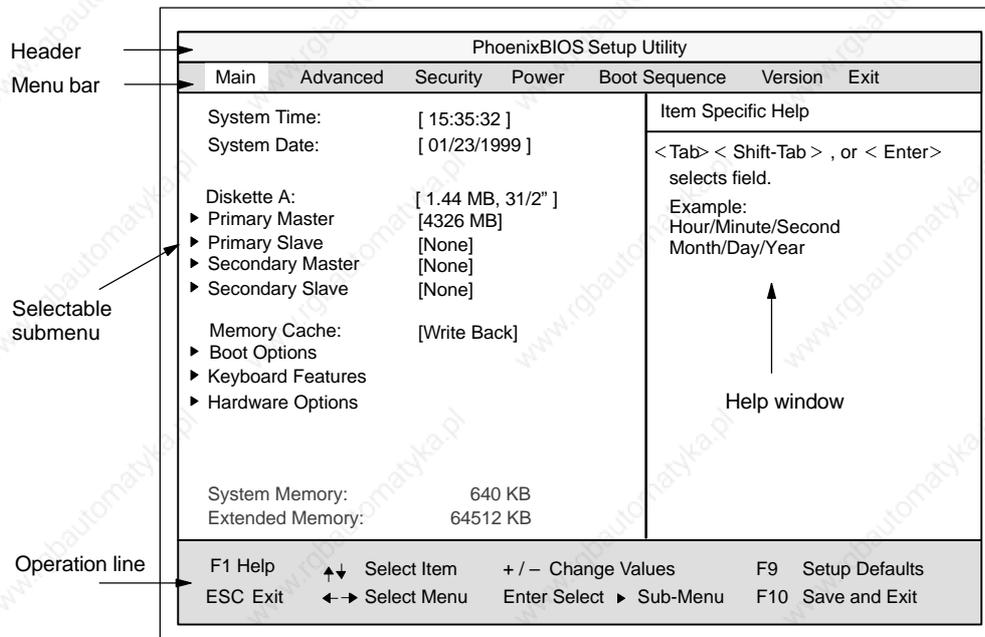 PhoenixBIOS Setup Utility
Header
Menu bar
Main Advanced Security Power Boot Sequence Version Exit
System Time: [ 15:35:32 ]
System Date: [ 01/23/1999 ]
Diskette A: [ 1.44 MB, 31/2” ]
▶ Primary Master [4326 MB]
▶ Primary Slave [None]
▶ Secondary Master [None]
▶ Secondary Slave [None]
Selectable
submenu
Memory Cache: [Write Back]
▶ Boot Options
▶ Keyboard Features
▶ Hardware Options
System Memory: 640 KB
Extended Memory: 64512 KB
Item Specific Help
<Tab> < Shift-Tab > , or < Enter>
selects field.
Example:
Hour/Minute/Second
Month/Day/Year
Help window
Operation line
F1 Help ↑↓ Select Item + / – Change Values F9 Setup Defaults
ESC Exit ←→ Select Menu Enter Select ▶ Sub-Menu F10 Save and Exit
www.rgbautomatyka.pl